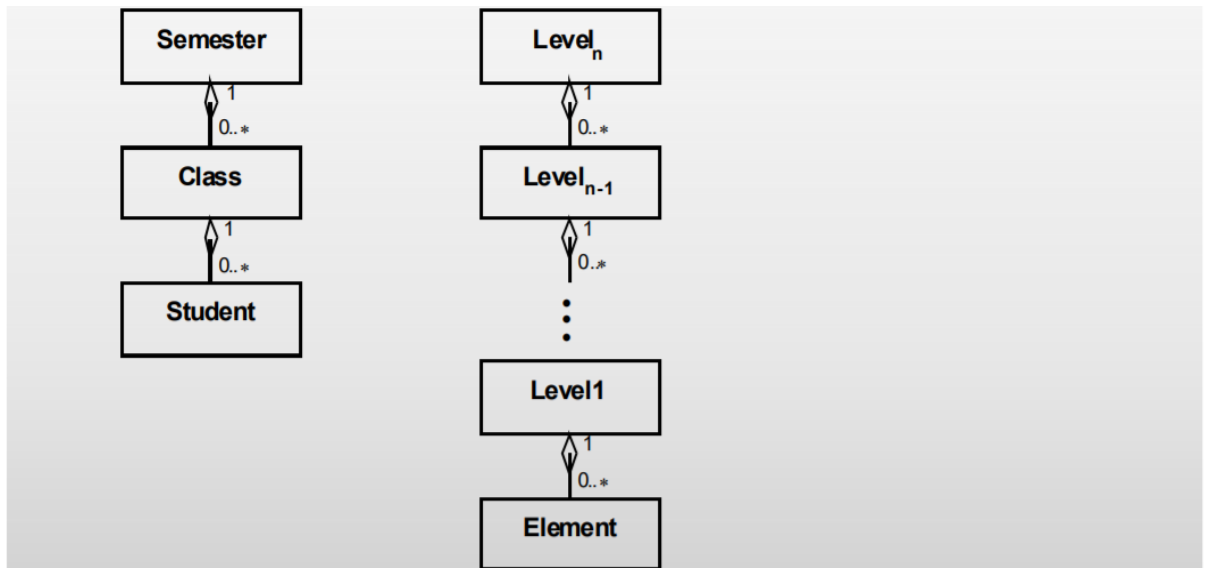 Semester
1
0..*
Class
1
0..*
Student
Levelₙ
1
0..*
Levelₙ₋₁
1
0..*
Level1
1
0..*
Element